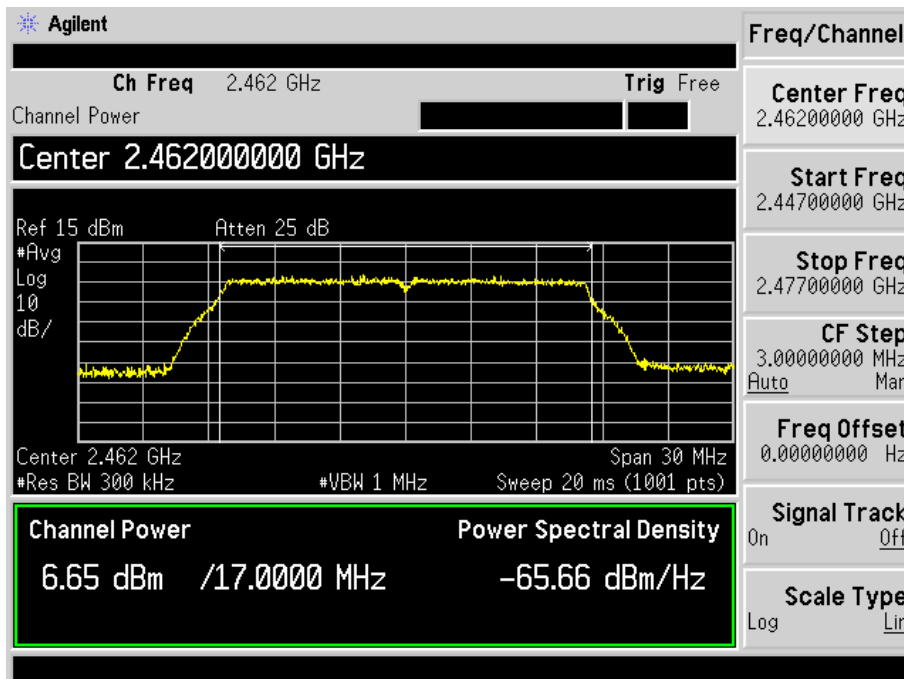 Agilent
Freq/Channel
Ch Freq 2.462 GHz Trig Free
Channel Power
Center 2.462000000 GHz
Ref 15 dBm Atten 25 dB
#Avg
Log
10
dB/
Center 2.462 GHz Span 30 MHz
#Res BW 300 kHz #VBW 1 MHz Sweep 20 ms (1001 pts)
Channel Power Power Spectral Density
6.65 dBm /17.0000 MHz -65.66 dBm/Hz
Center Freq
2.46200000 GHz
Start Freq
2.44700000 GHz
Stop Freq
2.47700000 GHz
CF Step
3.00000000 MHz
Auto Man
Freq Offset
0.00000000 Hz
Signal Track
On Off
Scale Type
Log Lin